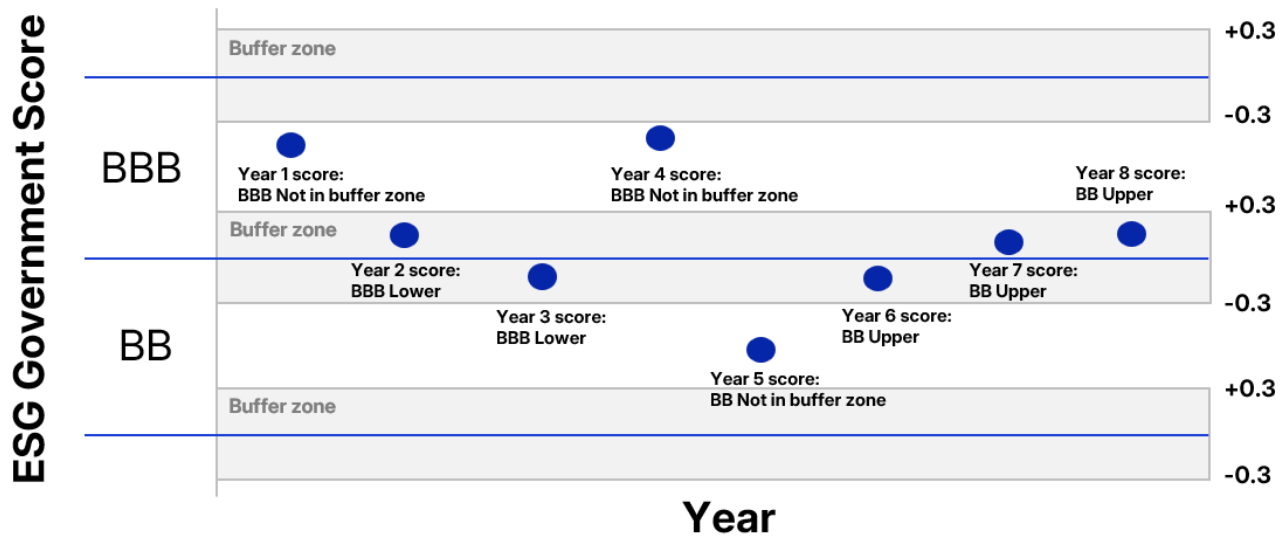 ESG Government Score
+0.3
Buffer zone
-0.3
BBB
Year 1 score:
BBB Not in buffer zone
Year 4 score:
BBB Not in buffer zone
Year 8 score:
BB Upper
+0.3
Buffer zone
Year 2 score:
BBB Lower
Year 7 score:
BB Upper
-0.3
Year 3 score:
BBB Lower
Year 6 score:
BB Upper
BB
Year 5 score:
BB Not in buffer zone
+0.3
Buffer zone
-0.3
Year